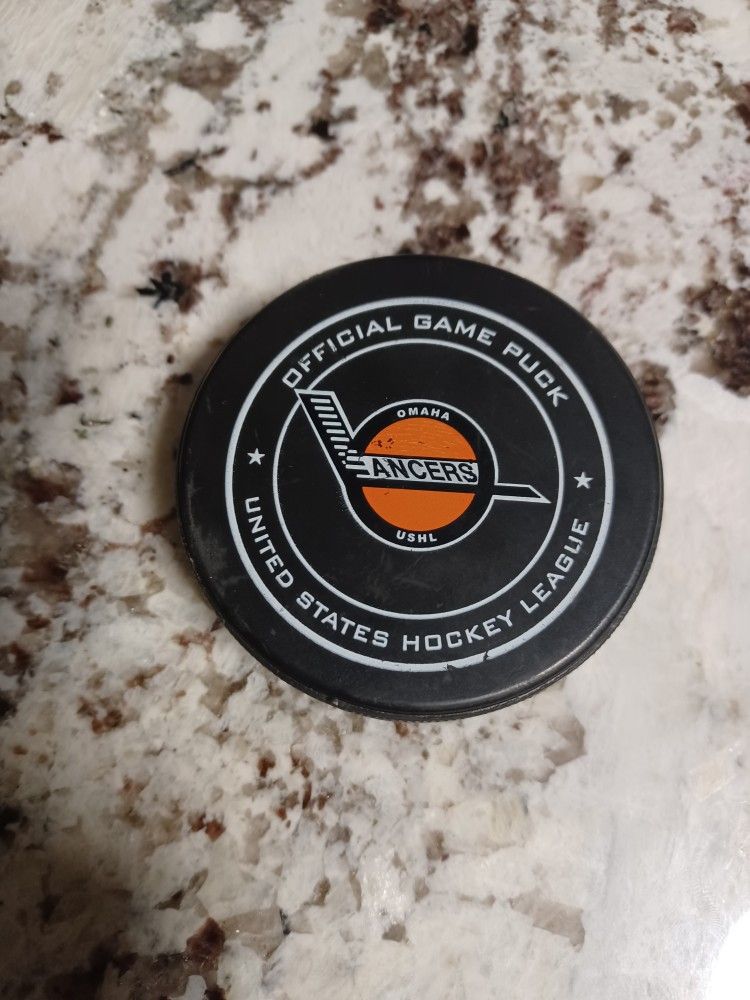 OFFICIAL GAME PUCK
OMAHA
LANCERS
USHL
UNITED STATES HOCKEY LEAGUE